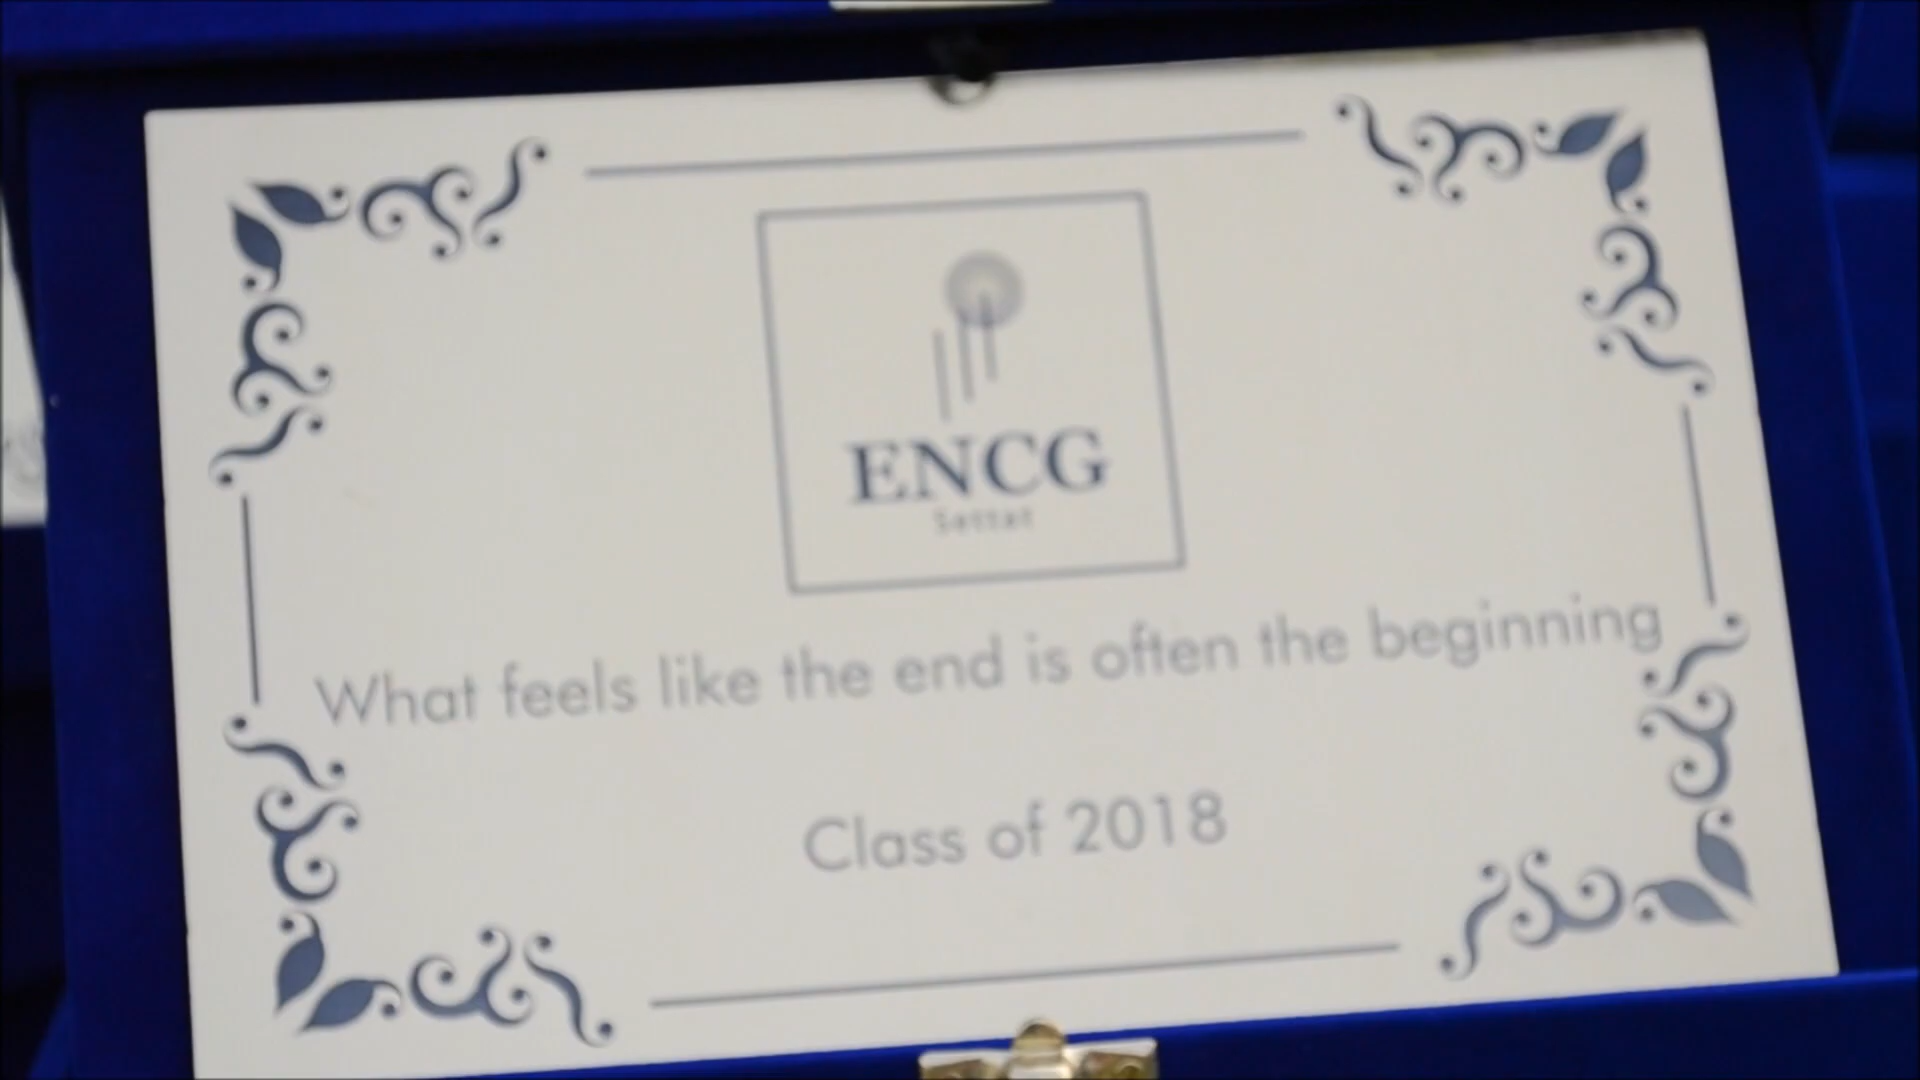 ENCG
Settat
What feels like the end is often the beginning
Class of 2018